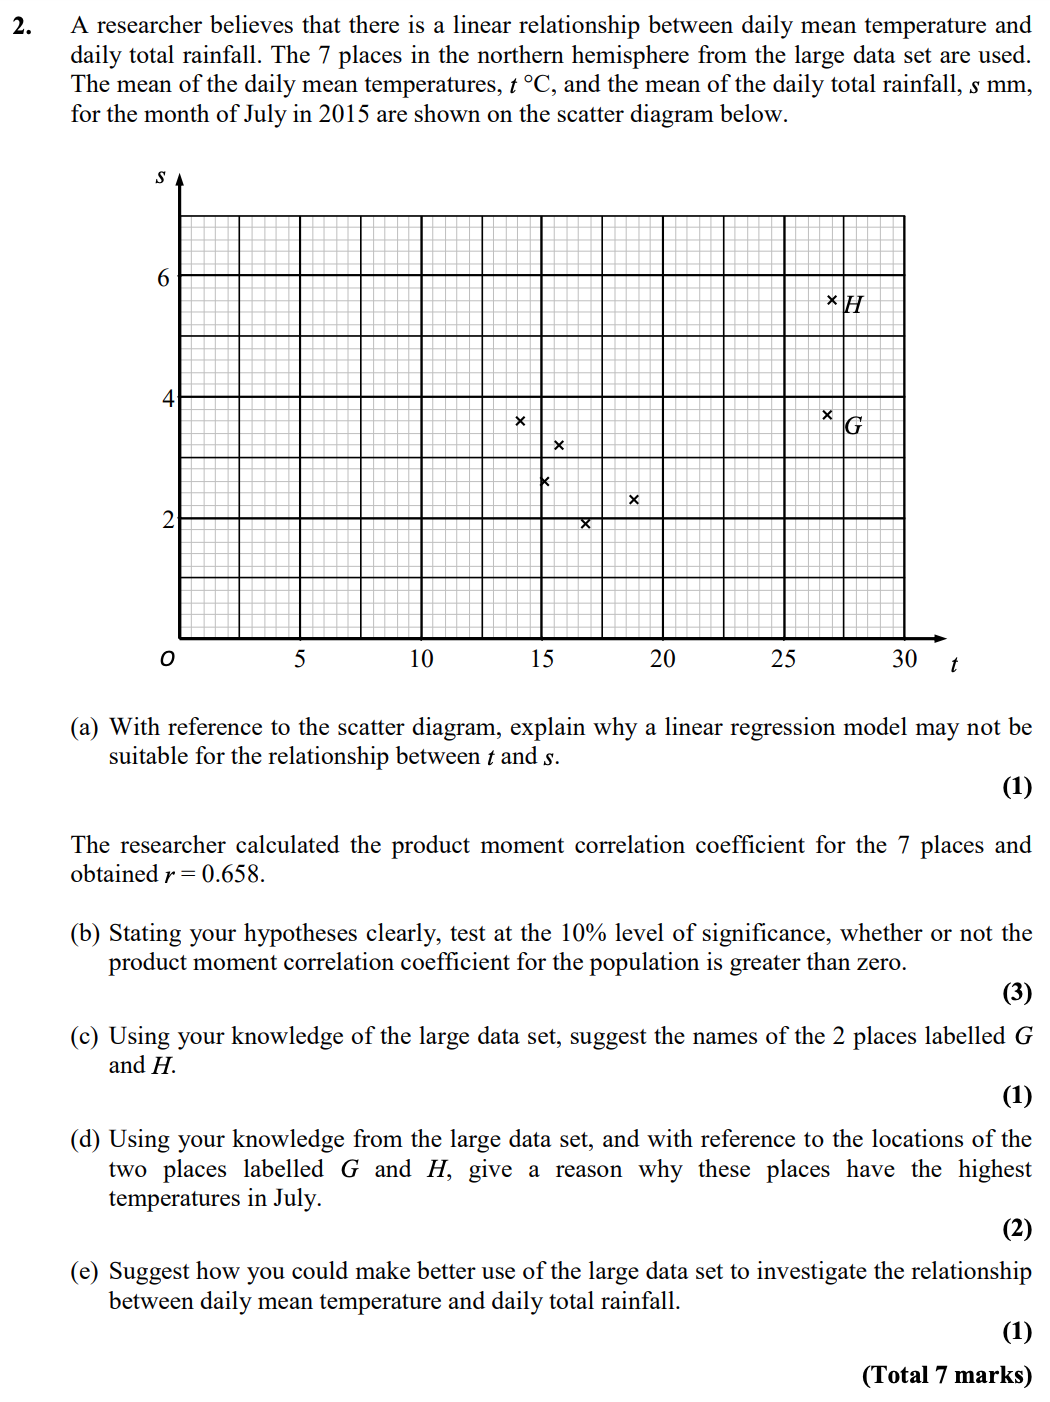 2. A researcher believes that there is a linear relationship between daily mean temperature and
daily total rainfall. The 7 places in the northern hemisphere from the large data set are used.
The mean of the daily mean temperatures, t °C, and the mean of the daily total rainfall, s mm,
for the month of July in 2015 are shown on the scatter diagram below.
s
6
H
4
G
2
O 5 10 15 20 25 30 t
(a) With reference to the scatter diagram, explain why a linear regression model may not be
suitable for the relationship between t and s.
(1)
The researcher calculated the product moment correlation coefficient for the 7 places and
obtained r = 0.658.
(b) Stating your hypotheses clearly, test at the 10% level of significance, whether or not the
product moment correlation coefficient for the population is greater than zero.
(3)
(c) Using your knowledge of the large data set, suggest the names of the 2 places labelled G
and H.
(1)
(d) Using your knowledge from the large data set, and with reference to the locations of the
two places labelled G and H, give a reason why these places have the highest
temperatures in July.
(2)
(e) Suggest how you could make better use of the large data set to investigate the relationship
between daily mean temperature and daily total rainfall.
(1)
(Total 7 marks)